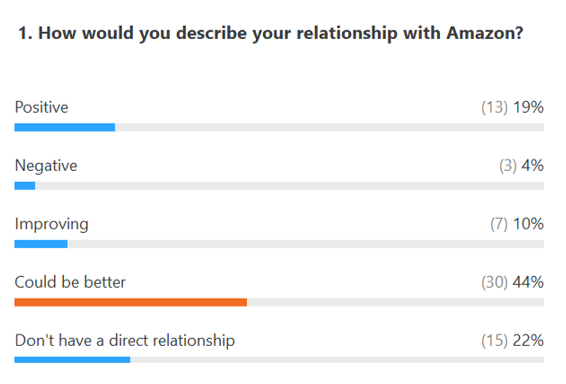 1. How would you describe your relationship with Amazon?
Positive (13) 19%
Negative (3) 4%
Improving (7) 10%
Could be better (30) 44%
Don't have a direct relationship (15) 22%